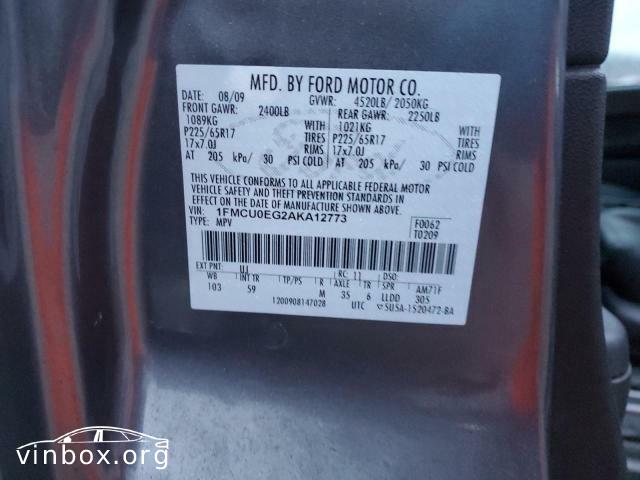 MFD. BY FORD MOTOR CO.
DATE: 08/09 GVWR: 4520LB/ 2050KG
FRONT GAWR: 2400LB REAR GAWR: 2250LB
1089KG WITH 1021KG WITH
P225/65R17 TIRES P225/65R17 TIRES
17x7.0J RIMS 17x7.0J RIMS
AT 205 kPa/ 30 PSI COLD AT 205 kPa/ 30 PSI COLD
THIS VEHICLE CONFORMS TO ALL APPLICABLE FEDERAL MOTOR
VEHICLE SAFETY AND THEFT PREVENTION STANDARDS IN
EFFECT ON THE DATE OF MANUFACTURE SHOWN ABOVE.
VIN: 1FMCU0EG2AKA12773 F0062
TYPE: MPV T0209
EXT PNT: UJ RC: 11 DSO:
WB INT TR TP/PS R AXLE TR SPR AM71F
103 59 M 35 6 LLDD 305
1200908147028 UTC ▽5U5A-1520472-BA
vinbox.org